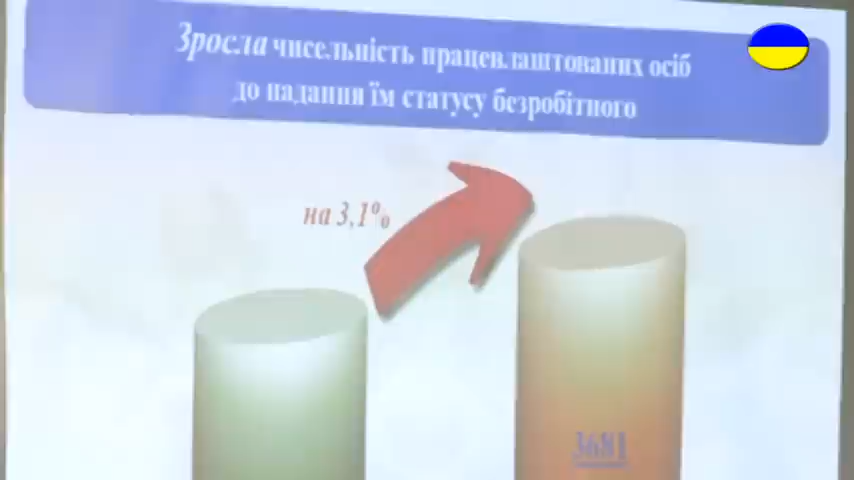 Зросла чисельність працевлаштованих осіб
до надання їм статусу безробітного
на 3,1%
3681